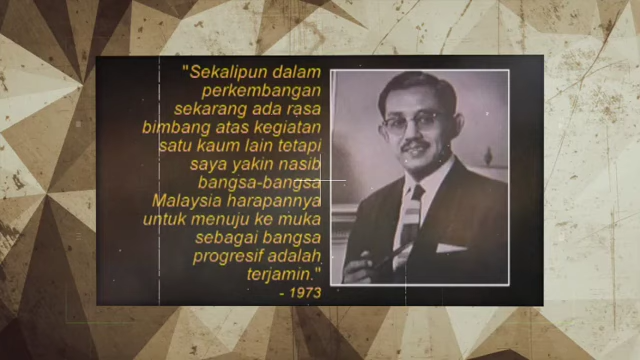 "Sekalipun dalam
perkembangan
sekarang ada rasa
bimbang atas kegiatan
satu kaum lain tetapi
saya yakin nasib
bangsa-bangsa
Malaysia harapannya
untuk menuju ke muka
sebagai bangsa
progresif adalah
terjamin."
- 1973